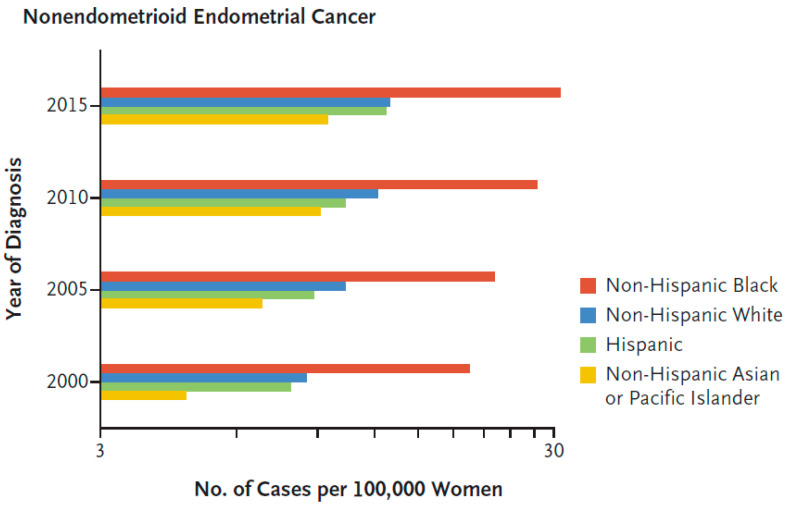 Nonendometrioid Endometrial Cancer
Year of Diagnosis
2015
2010
2005
2000
3
30
No. of Cases per 100,000 Women
Non-Hispanic Black
Non-Hispanic White
Hispanic
Non-Hispanic Asian
or Pacific Islander